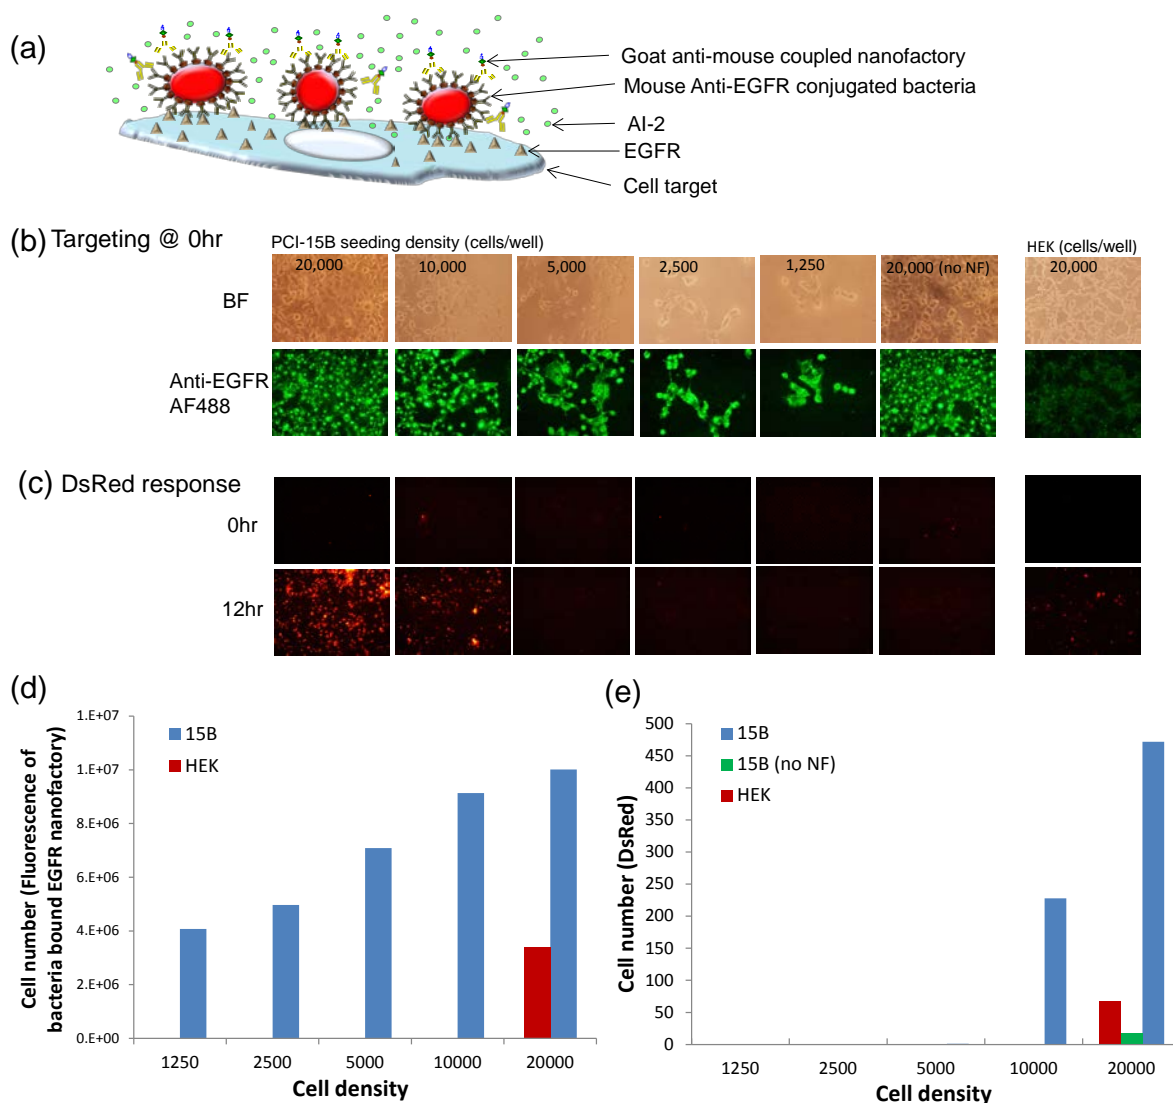 (a)
Goat anti-mouse coupled nanofactory
Mouse Anti-EGFR conjugated bacteria
AI-2
EGFR
Cell target
(b) Targeting @ 0hr
PCI-15B seeding density (cells/well)
HEK (cells/well)
20,000 10,000 5,000 2,500 1,250 20,000 (no NF) 20,000
BF
Anti-EGFR
AF488
(c) DsRed response
0hr
12hr
(d)
Cell number (Fluorescence of
bacteria bound EGFR nanofactory)
1.E+07
1.E+07
8.E+06
6.E+06
4.E+06
2.E+06
0.E+00
15B
HEK
1250 2500 5000 10000 20000
Cell density
(e)
Cell number (DsRed)
500
450
400
350
300
250
200
150
100
50
0
15B
15B (no NF)
HEK
1250 2500 5000 10000 20000
Cell density